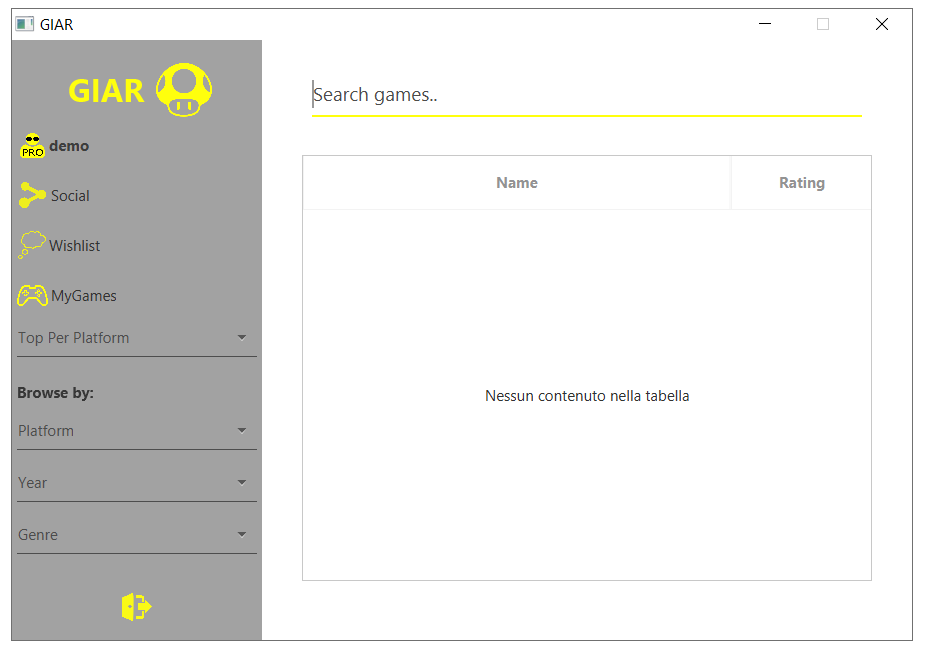 GIAR
GIAR
PRO demo
Social
Wishlist
MyGames
Top Per Platform
Browse by:
Platform
Year
Genre
Search games..
Name Rating
Nessun contenuto nella tabella